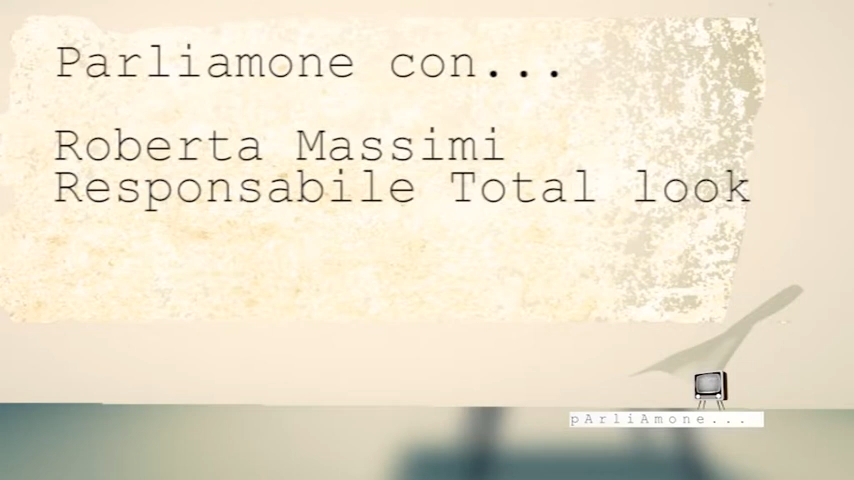 Parliamone con...
Roberta Massimi
Responsabile Total look
pArliAmone...